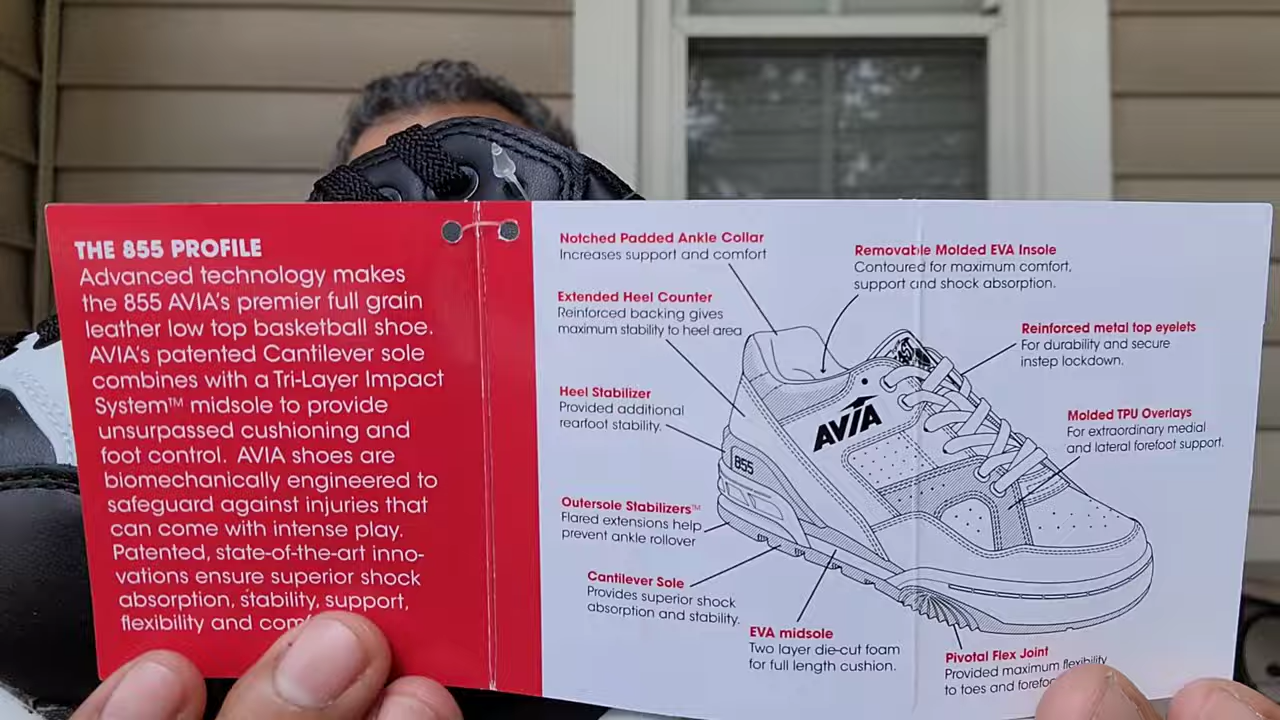 THE 855 PROFILE
Advanced technology makes
the 855 AVIA's premier full grain
leather low top basketball shoe.
AVIA's patented Cantilever sole
combines with a Tri-Layer Impact
System™ midsole to provide
unsurpassed cushioning and
foot control. AVIA shoes are
biomechanically engineered to
safeguard against injuries that
can come with intense play.
Patented, state-of-the-art inno-
vations ensure superior shock
absorption, stability, support,
flexibility and
Notched Padded Ankle Collar
Increases support and comfort
Extended Heel Counter
Reinforced backing gives
maximum stability to heel area
Heel Stabilizer
Provided additional
rearfoot stability.
Outersole Stabilizers™
Flared extensions help
prevent ankle rollover
Cantilever Sole
Provides superior shock
absorption and stability.
EVA midsole
Two layer die-cut foam
for full length cushion.
Removable Molded EVA Insole
Contoured for maximum comfort,
support and shock absorption.
Reinforced metal top eyelets
For durability and secure
instep lockdown.
Molded TPU Overlays
For extraordinary medial
and lateral forefoot support.
Pivotal Flex Joint
Provided maximum flexibility
to toes and
AVIA
855